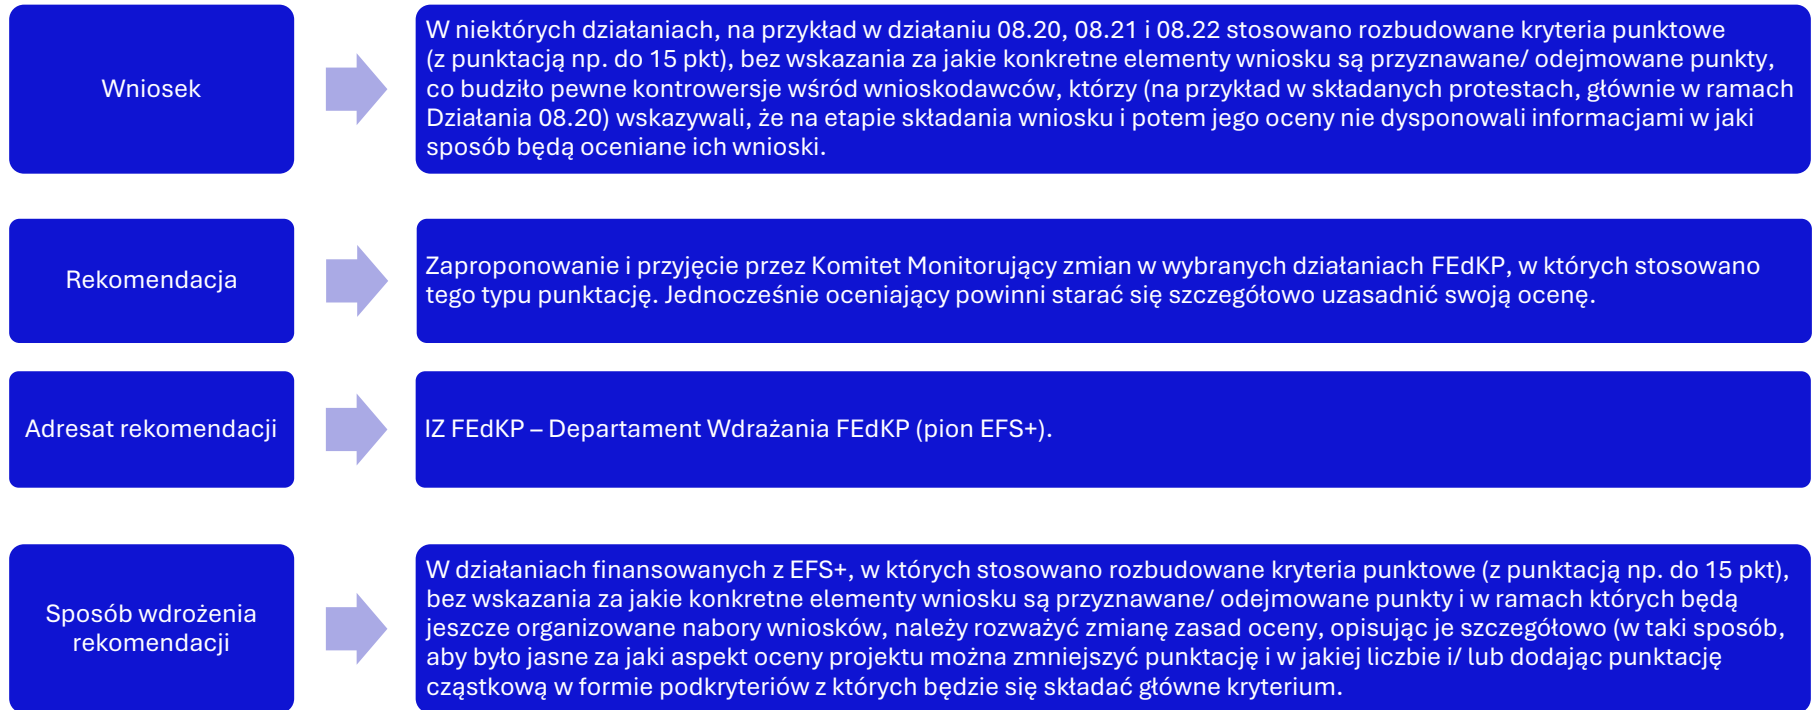 Wniosek
W niektórych działaniach, na przykład w działaniu 08.20, 08.21 i 08.22 stosowano rozbudowane kryteria punktowe
(z punktacją np. do 15 pkt), bez wskazania za jakie konkretne elementy wniosku są przyznawane/ odejmowane punkty,
co budziło pewne kontrowersje wśród wnioskodawców, którzy (na przykład w składanych protestach, głównie w ramach
Działania 08.20) wskazywali, że na etapie składania wniosku i potem jego oceny nie dysponowali informacjami w jaki
sposób będą oceniane ich wnioski.
Rekomendacja
Zaproponowanie i przyjęcie przez Komitet Monitorujący zmian w wybranych działaniach FEdKP, w których stosowano
tego typu punktację. Jednocześnie oceniający powinni starać się szczegółowo uzasadnić swoją ocenę.
Adresat rekomendacji
IZ FEdKP – Departament Wdrażania FEdKP (pion EFS+).
Sposób wdrożenia
rekomendacji
W działaniach finansowanych z EFS+, w których stosowano rozbudowane kryteria punktowe (z punktacją np. do 15 pkt),
bez wskazania za jakie konkretne elementy wniosku są przyznawane/ odejmowane punkty i w ramach których będą
jeszcze organizowane nabory wniosków, należy rozważyć zmianę zasad oceny, opisując je szczegółowo (w taki sposób,
aby było jasne za jaki aspekt oceny projektu można zmniejszyć punktację i w jakiej liczbie i/ lub dodając punktację
cząstkową w formie podkryteriów z których będzie się składać główne kryterium.